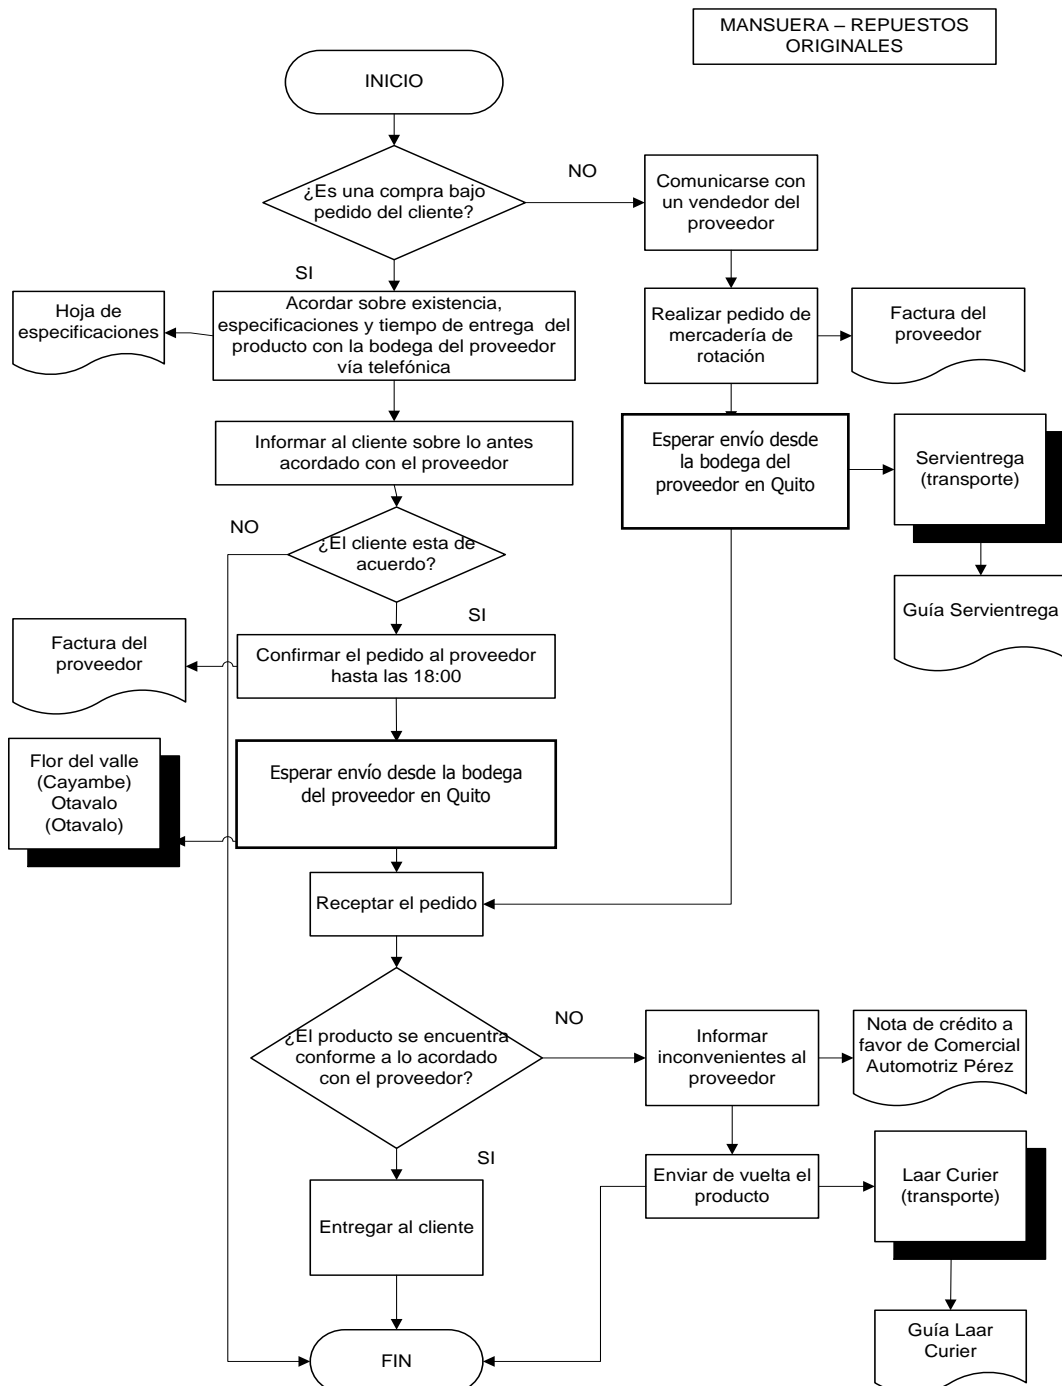 MANSUERA – REPUESTOS
ORIGINALES
INICIO
¿Es una compra bajo
pedido del cliente?
NO
Comunicarse con
un vendedor del
proveedor
SI
Hoja de
especificaciones
Acordar sobre existencia,
especificaciones y tiempo de entrega del
producto con la bodega del proveedor
vía telefónica
Realizar pedido de
mercadería de
rotación
Factura del
proveedor
Informar al cliente sobre lo antes
acordado con el proveedor
Esperar envío desde
la bodega del
proveedor en Quito
Servientrega
(transporte)
NO
¿El cliente esta de
acuerdo?
Guía Servientrega
SI
Factura del
proveedor
Confirmar el pedido al proveedor
hasta las 18:00
Flor del valle
(Cayambe)
Otavalo
(Otavalo)
Esperar envío desde la bodega
del proveedor en Quito
Receptar el pedido
¿El producto se encuentra
conforme a lo acordado
con el proveedor?
NO
Informar
inconvenientes al
proveedor
Nota de crédito a
favor de Comercial
Automotriz Pérez
SI
Enviar de vuelta el
producto
Laar Curier
(transporte)
Entregar al cliente
Guía Laar
Curier
FIN